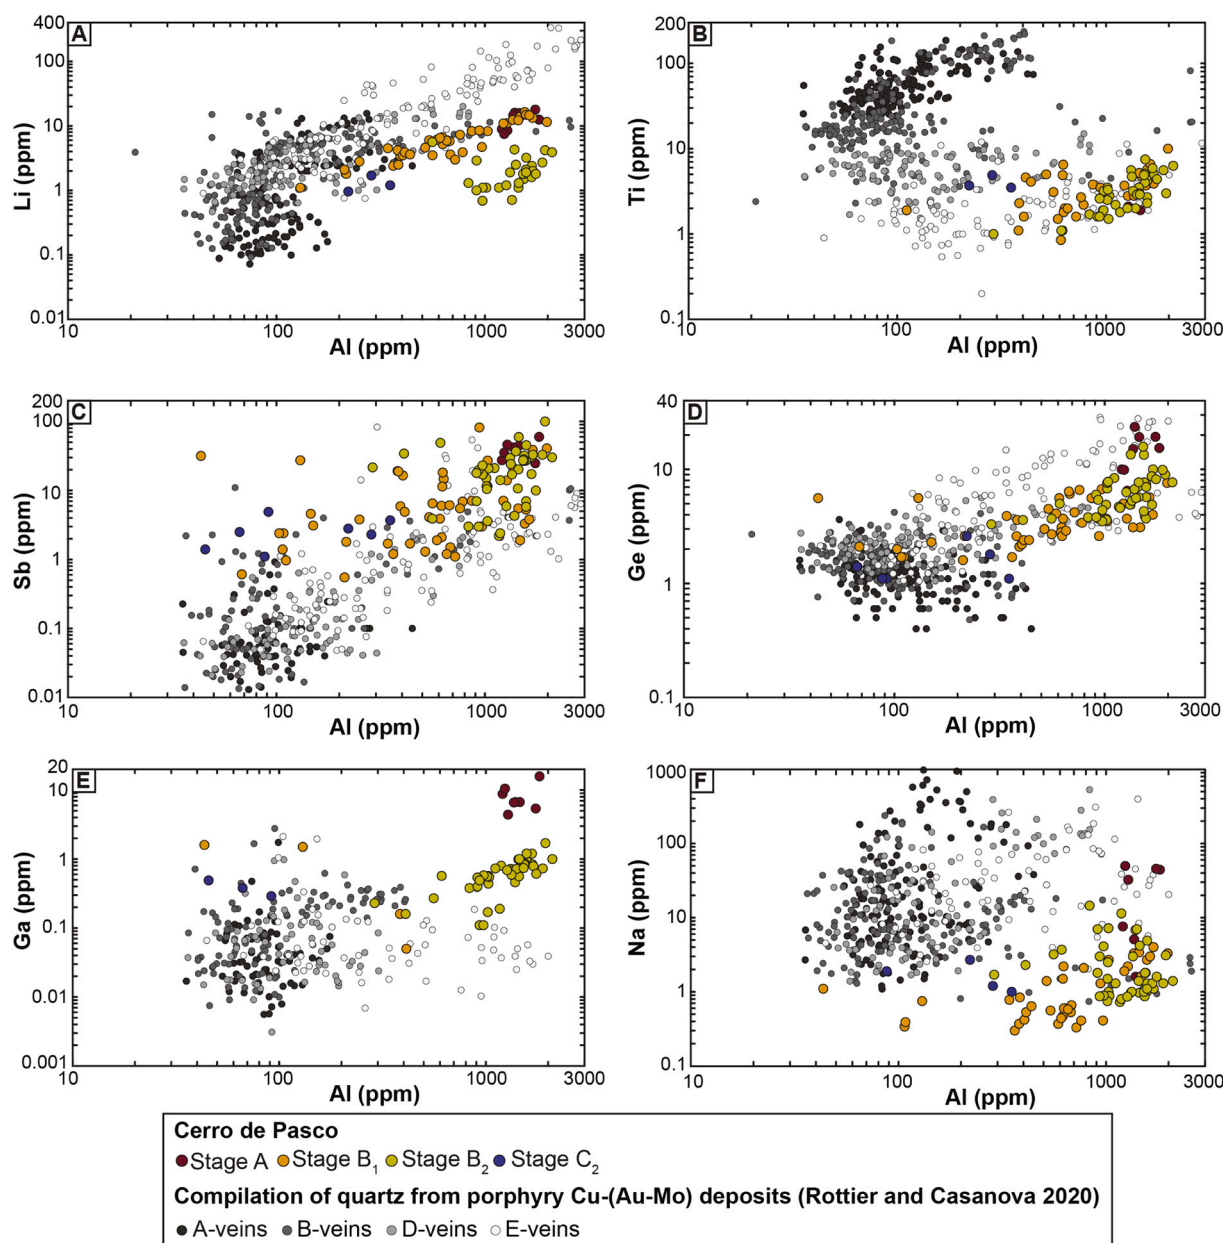 A
400
100
10
1
0.1
0.01
Li (ppm)
10
100
1000
3000
Al (ppm)
B
200
100
10
1
0.1
Ti (ppm)
10
100
1000
3000
Al (ppm)
C
200
100
10
1
0.1
0.01
Sb (ppm)
10
100
1000
3000
Al (ppm)
D
40
10
1
0.1
Ge (ppm)
10
100
1000
3000
Al (ppm)
E
20
10
1
0.1
0.01
0.001
Ga (ppm)
10
100
1000
3000
Al (ppm)
F
1000
100
10
1
0.1
Na (ppm)
10
100
1000
3000
Al (ppm)
Cerro de Pasco
Stage A Stage B1 Stage B2 Stage C2
Compilation of quartz from porphyry Cu-(Au-Mo) deposits (Rottier and Casanova 2020)
A-veins B-veins D-veins E-veins